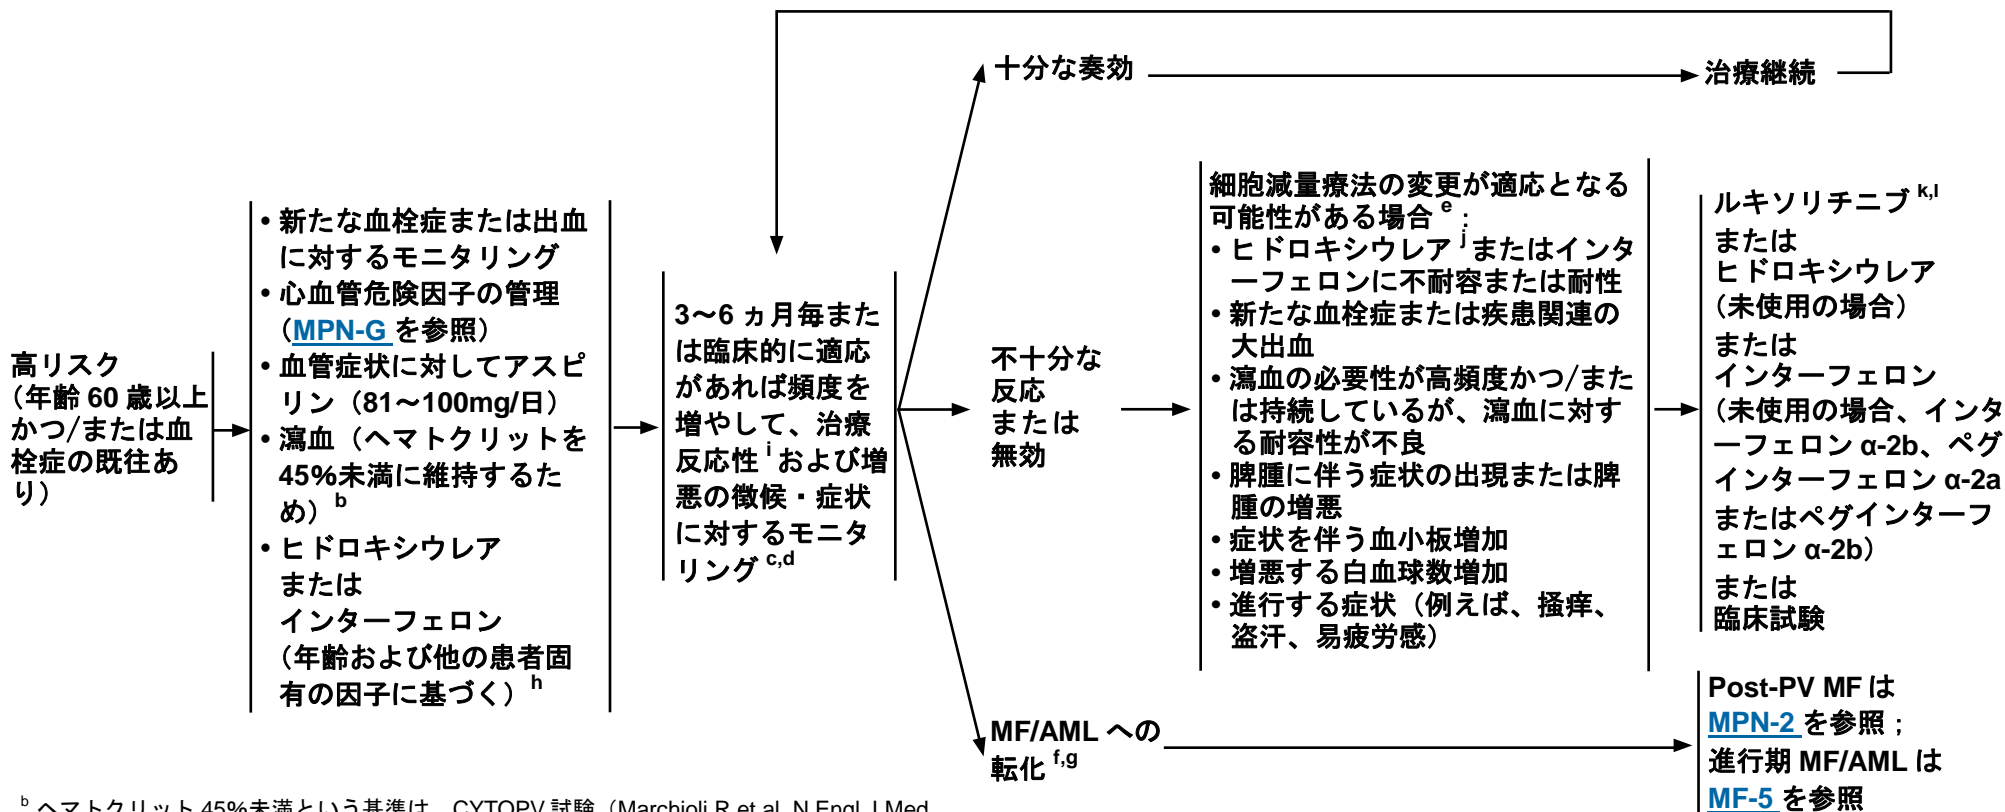 高リスク
（年齢 60 歳以上
かつ/または血
栓症の既往あ
り）
• 新たな血栓症または出血
に対するモニタリング
• 心血管危険因子の管理
（MPN-G を参照）
• 血管症状に対してアスピ
リン（81～100mg/日）
• 瀉血（ヘマトクリットを
45%未満に維持するた
め）b
• ヒドロキシウレア
または
インターフェロン
（年齢および他の患者固
有の因子に基づく）h
3～6 ヵ月毎また
は臨床的に適応
があれば頻度を
増やして、治療
反応性 i および増
悪の徴候・症状
に対するモニタ
リング c,d
十分な奏効
治療継続
不十分な
反応
または
無効
細胞減量療法の変更が適応となる
可能性がある場合 e：
• ヒドロキシウレア j またはインタ
ーフェロンに不耐容または耐性
• 新たな血栓症または疾患関連の
大出血
• 瀉血の必要性が高頻度かつ/また
は持続しているが、瀉血に対す
る耐容性が不良
• 脾腫に伴う症状の出現または脾
腫の増悪
• 症状を伴う血小板増加
• 増悪する白血球数増加
• 進行する症状（例えば、掻痒、
盗汗、易疲労感）
ルキソリチニブ k,l
または
ヒドロキシウレア
（未使用の場合）
または
インターフェロン
（未使用の場合、インタ
ーフェロン α-2b、ペグ
インターフェロン α-2a
またはペグインターフ
ェロン α-2b）
または
臨床試験
MF/AML への
転化 f,g
Post-PV MF は
MPN-2 を参照；
進行期 MF/AML は
MF-5 を参照
b ヘマトクリット 45%未満という基準は、CYTOPV 試験（Marchioli R et al. N Engl J Med